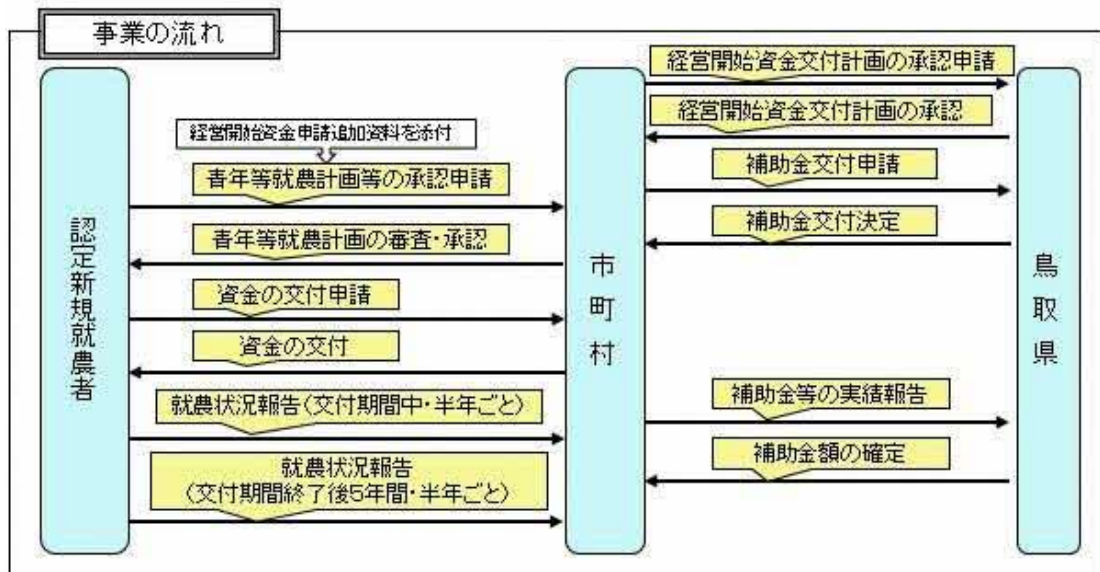 事業の流れ
認定新規就農者
経営開始資金申請追加資料を添付
青年等就農計画等の承認申請
青年等就農計画の審査・承認
資金の交付申請
資金の交付
就農状況報告(交付期間中・半年ごと)
就農状況報告
(交付期間終了後5年間・半年ごと)
市町村
経営開始資金交付計画の承認申請
経営開始資金交付計画の承認
補助金交付申請
補助金交付決定
補助金等の実績報告
補助金額の確定
鳥取県